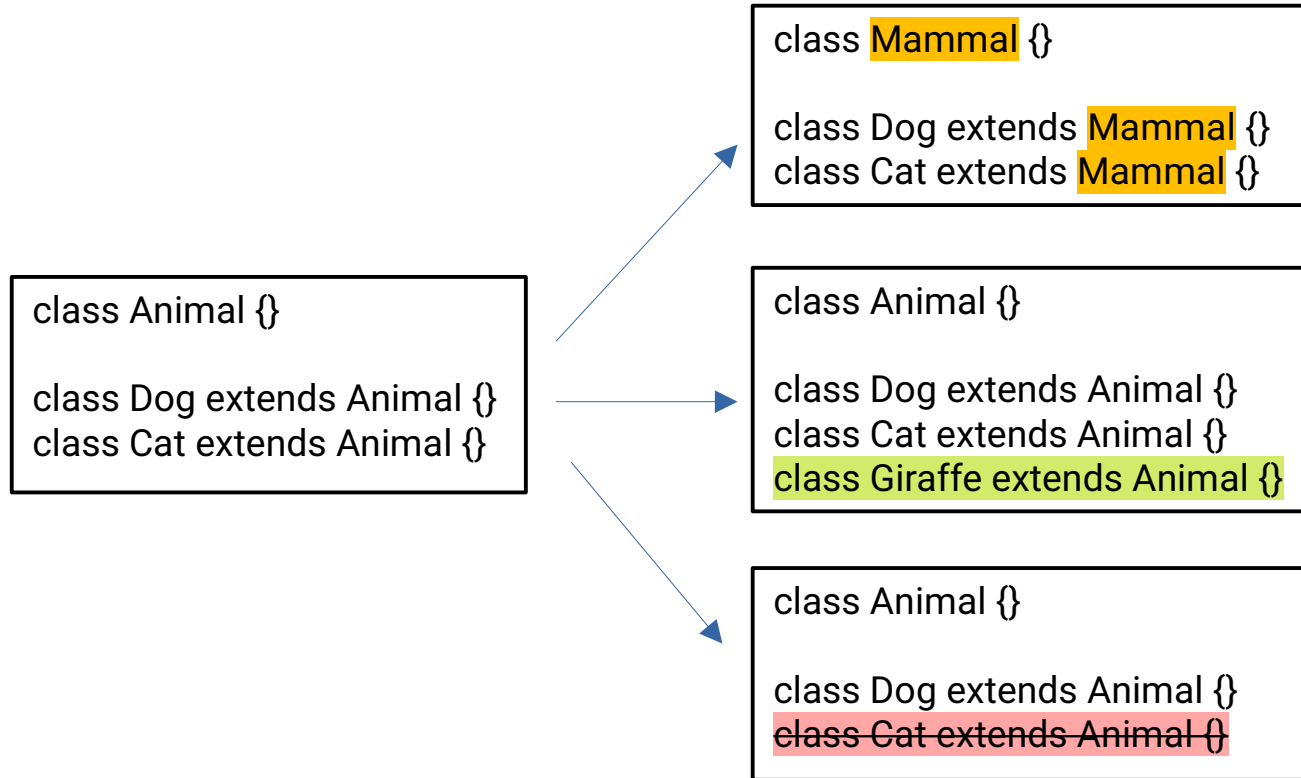 class Mammal {}
class Dog extends Mammal {}
class Cat extends Mammal {}
class Animal {}
class Dog extends Animal {}
class Cat extends Animal {}
class Animal {}
class Dog extends Animal {}
class Cat extends Animal {}
class Giraffe extends Animal {}
class Animal {}
class Dog extends Animal {}
class Cat extends Animal {}